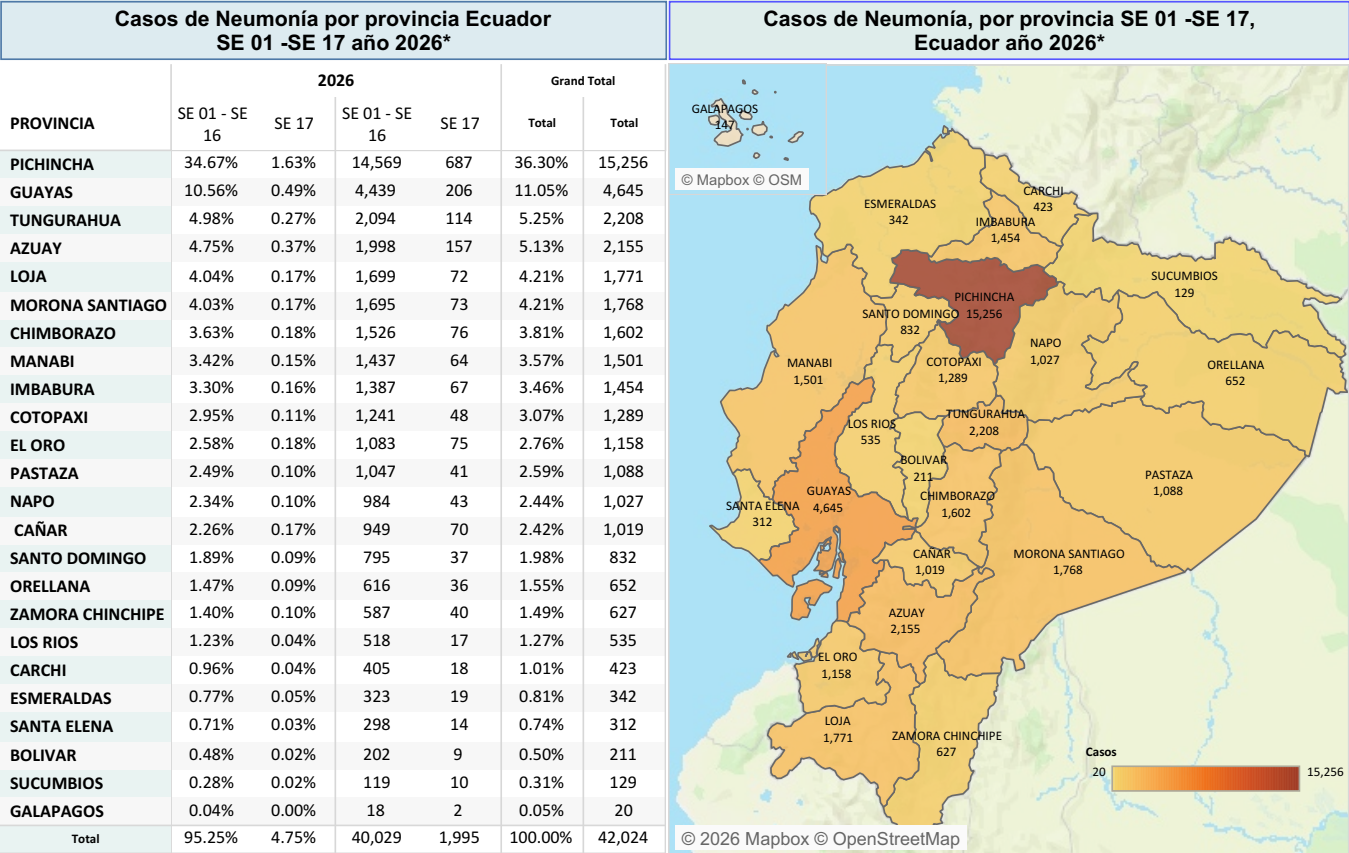 Casos de Neumonía por provincia Ecuador
SE 01 -SE 17 año 2026*
PROVINCIA
2026
Grand Total
SE 01 - SE 16
SE 17
SE 01 - SE 16
SE 17
Total
Total
PICHINCHA 34.67% 1.63% 14,569 687 36.30% 15,256
GUAYAS 10.56% 0.49% 4,439 206 11.05% 4,645
TUNGURAHUA 4.98% 0.27% 2,094 114 5.25% 2,208
AZUAY 4.75% 0.37% 1,998 157 5.13% 2,155
LOJA 4.04% 0.17% 1,699 72 4.21% 1,771
MORONA SANTIAGO 4.03% 0.17% 1,695 73 4.21% 1,768
CHIMBORAZO 3.63% 0.18% 1,526 76 3.81% 1,602
MANABI 3.42% 0.15% 1,437 64 3.57% 1,501
IMBABURA 3.30% 0.16% 1,387 67 3.46% 1,454
COTOPAXI 2.95% 0.11% 1,241 48 3.07% 1,289
EL ORO 2.58% 0.18% 1,083 75 2.76% 1,158
PASTAZA 2.49% 0.10% 1,047 41 2.59% 1,088
NAPO 2.34% 0.10% 984 43 2.44% 1,027
CAÑAR 2.26% 0.17% 949 70 2.42% 1,019
SANTO DOMINGO 1.89% 0.09% 795 37 1.98% 832
ORELLANA 1.47% 0.09% 616 36 1.55% 652
ZAMORA CHINCHIPE 1.40% 0.10% 587 40 1.49% 627
LOS RIOS 1.23% 0.04% 518 17 1.27% 535
CARCHI 0.96% 0.04% 405 18 1.01% 423
ESMERALDAS 0.77% 0.05% 323 19 0.81% 342
SANTA ELENA 0.71% 0.03% 298 14 0.74% 312
BOLIVAR 0.48% 0.02% 202 9 0.50% 211
SUCUMBIOS 0.28% 0.02% 119 10 0.31% 129
GALAPAGOS 0.04% 0.00% 18 2 0.05% 20
Total 95.25% 4.75% 40,029 1,995 100.00% 42,024
Casos de Neumonía, por provincia SE 01 -SE 17,
Ecuador año 2026*
GALAPAGOS
147
© Mapbox © OSM
CARCHI
423
ESMERALDAS
342
IMBABURA
1,454
SUCUMBIOS
129
PICHINCHA
15,256
SANTO DOMINGO
832
NAPO
1,027
MANABI
1,501
COTOPAXI
1,289
ORELLANA
652
TUNGURAHUA
2,208
LOS RIOS
535
BOLIVAR
211
PASTAZA
1,088
GUAYAS
4,645
CHIMBORAZO
1,602
SANTA ELENA
312
CAÑAR
1,019
MORONA SANTIAGO
1,768
AZUAY
2,155
EL ORO
1,158
LOJA
1,771
ZAMORA CHINCHIPE
627
Casos
20
15,256
© 2026 Mapbox © OpenStreetMap